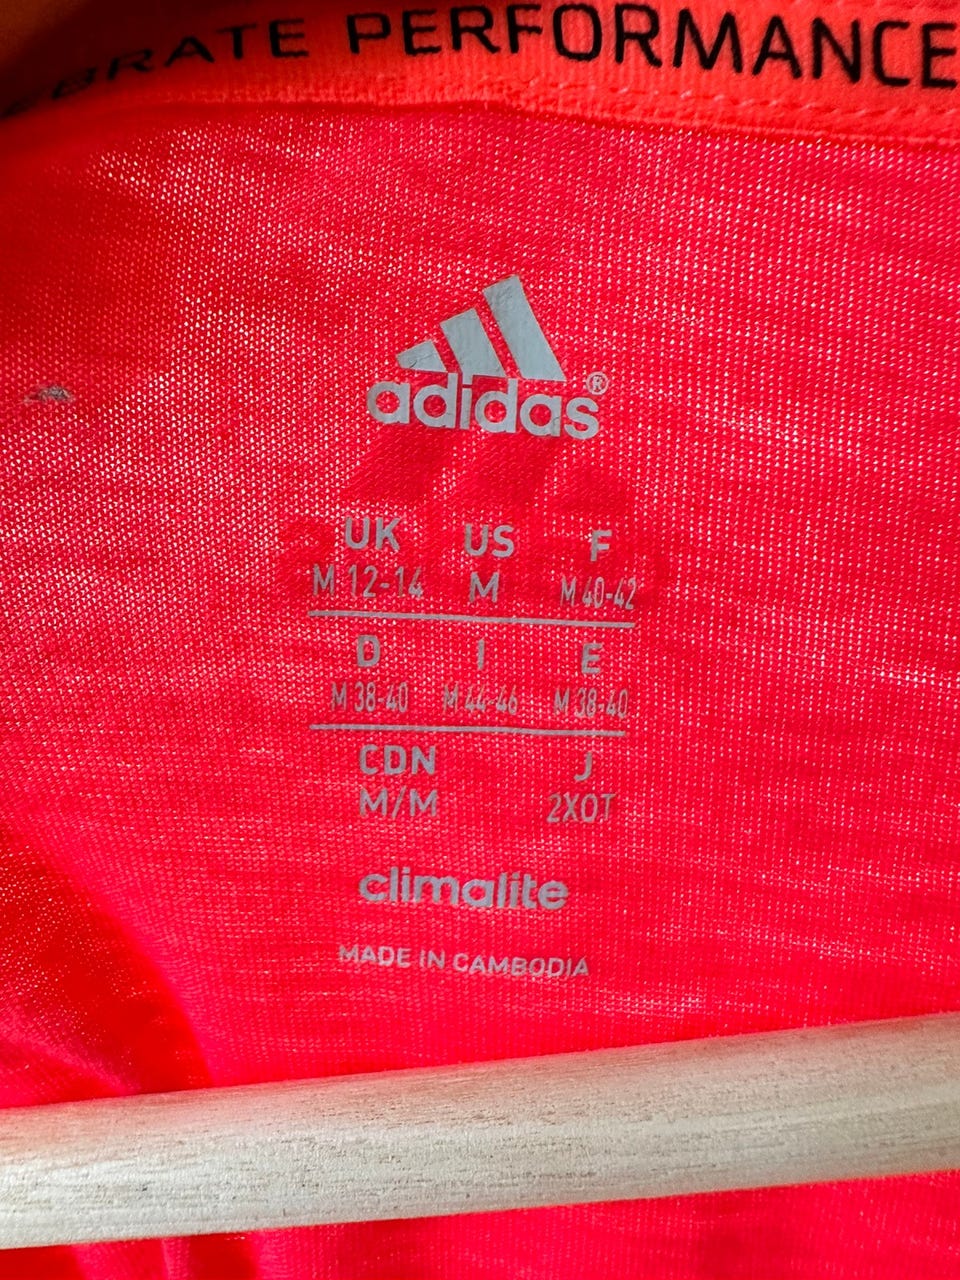 EBRATE PERFORMANCE
adidas®
UK US F
M 12-14 M M 40-42
D I E
M 38-40 M 44-46 M 38-40
CDN J
M/M 2XOT
climalite
MADE IN CAMBODIA